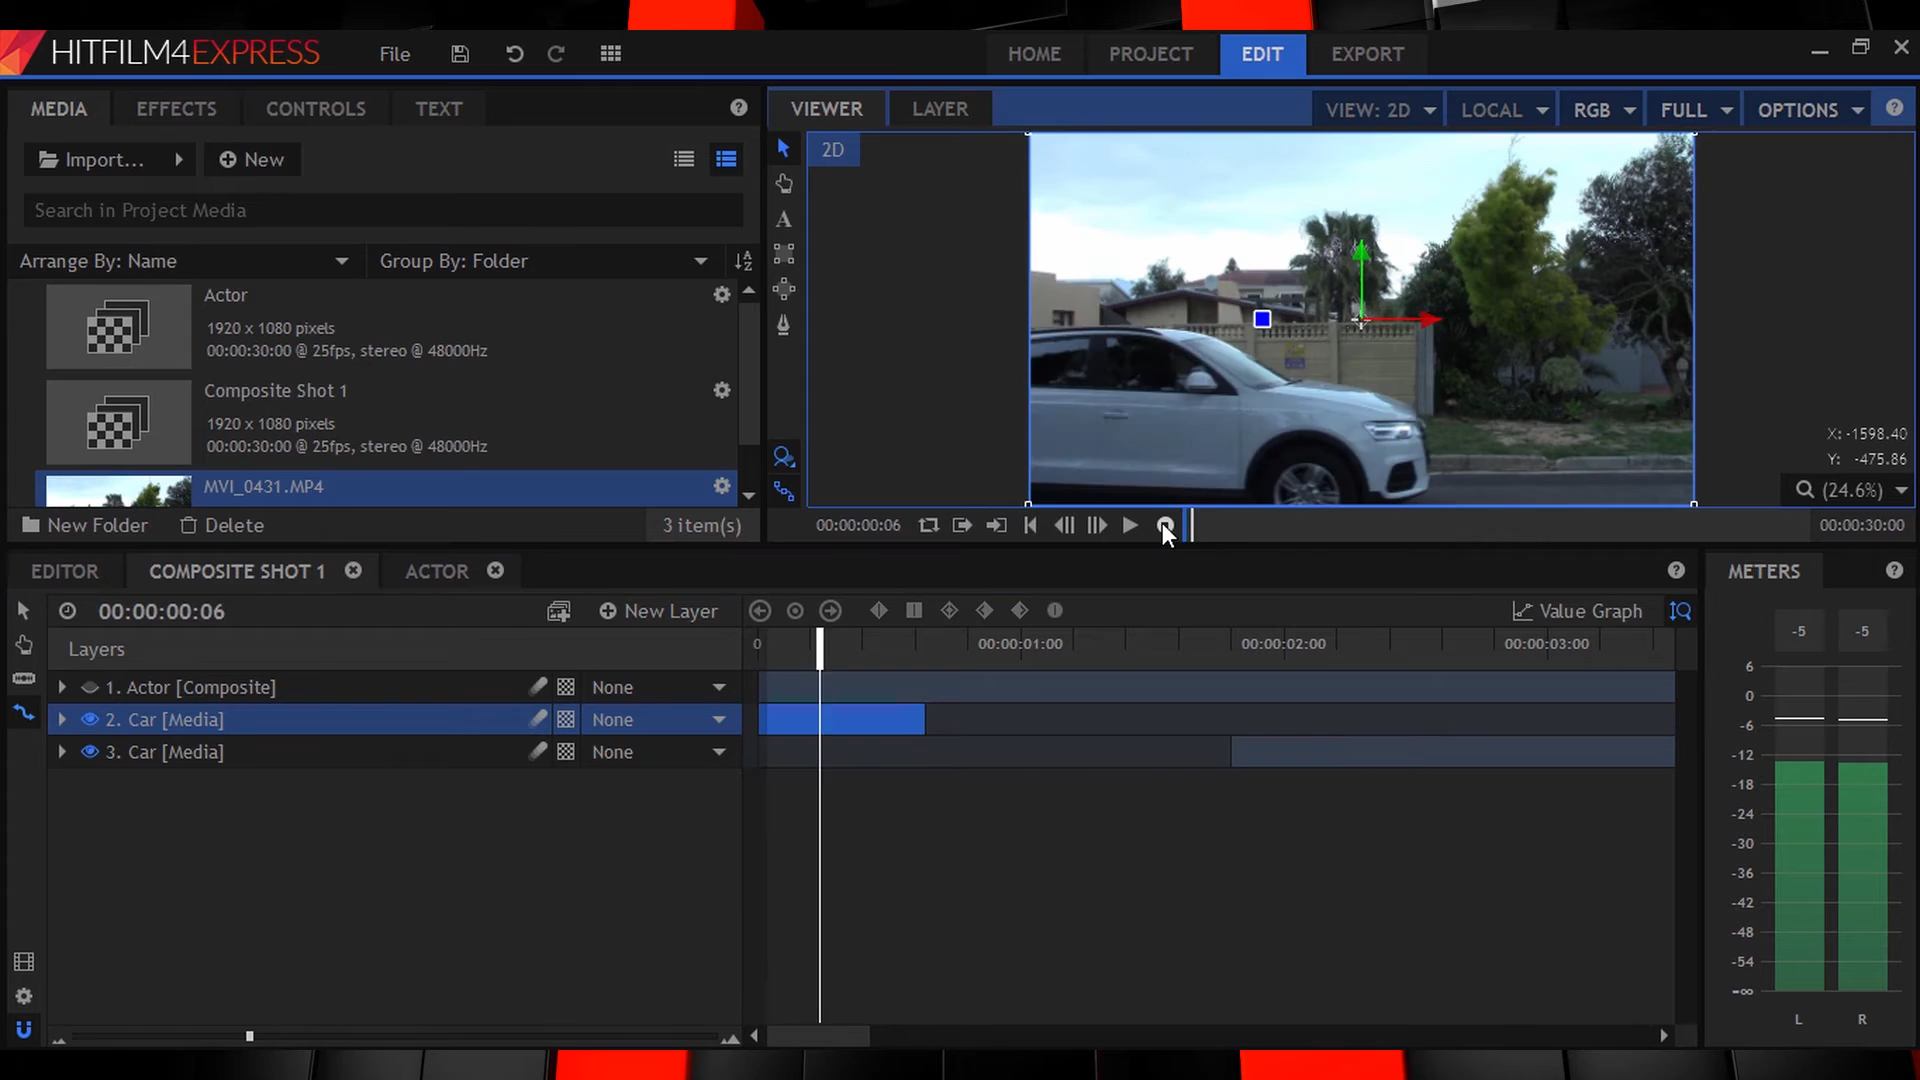 HITFILM4EXPRESS
File
HOME
PROJECT
EDIT
EXPORT
MEDIA
EFFECTS
CONTROLS
TEXT
Import...
New
Search in Project Media
Arrange By: Name
Group By: Folder
Actor
1920 x 1080 pixels
00:00:30:00 @ 25fps, stereo @ 48000Hz
Composite Shot 1
1920 x 1080 pixels
00:00:30:00 @ 25fps, stereo @ 48000Hz
MVI_0431.MP4
New Folder
Delete
3 item(s)
VIEWER
LAYER
VIEW: 2D
LOCAL
RGB
FULL
OPTIONS
2D
X: -1598.40
Y: -475.86
(24.6%)
00:00:00:06
00:00:30:00
EDITOR
COMPOSITE SHOT 1
ACTOR
00:00:00:06
New Layer
Value Graph
Layers
0
00:00:01:00
00:00:02:00
00:00:03:00
1. Actor [Composite]
None
2. Car [Media]
None
3. Car [Media]
None
METERS
-5
-5
6
0
-6
-12
-18
-24
-30
-36
-42
-48
-54
-∞
L
R